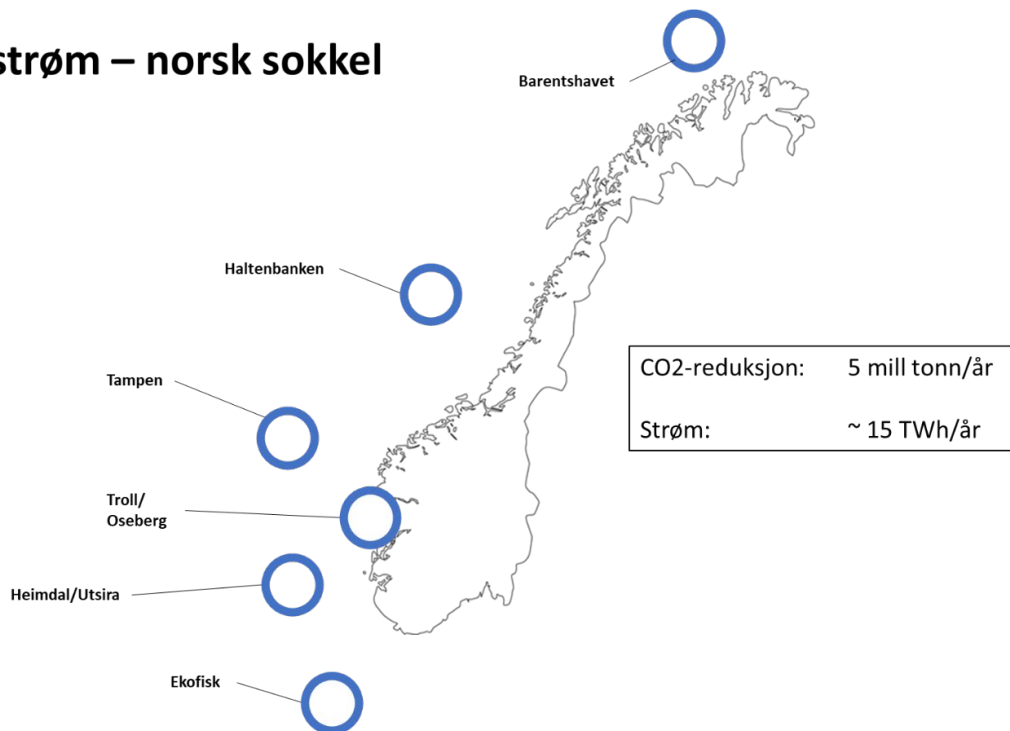 strøm – norsk sokkel
Barentshavet
Haltenbanken
CO2-reduksjon: 5 mill tonn/år
Tampen
Strøm: ~ 15 TWh/år
Troll/
Oseberg
Heimdal/Utsira
Ekofisk